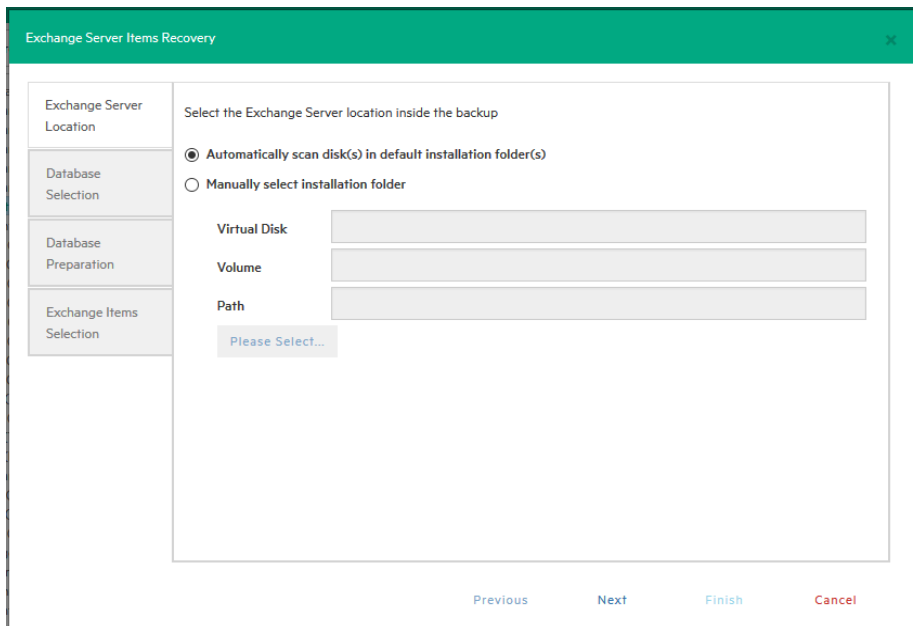 Exchange Server Items Recovery
Exchange Server
Location
Database
Selection
Database
Preparation
Exchange Items
Selection
Select the Exchange Server location inside the backup
Automatically scan disk(s) in default installation folder(s)
Manually select installation folder
Virtual Disk
Volume
Path
Please Select...
Previous
Next
Finish
Cancel